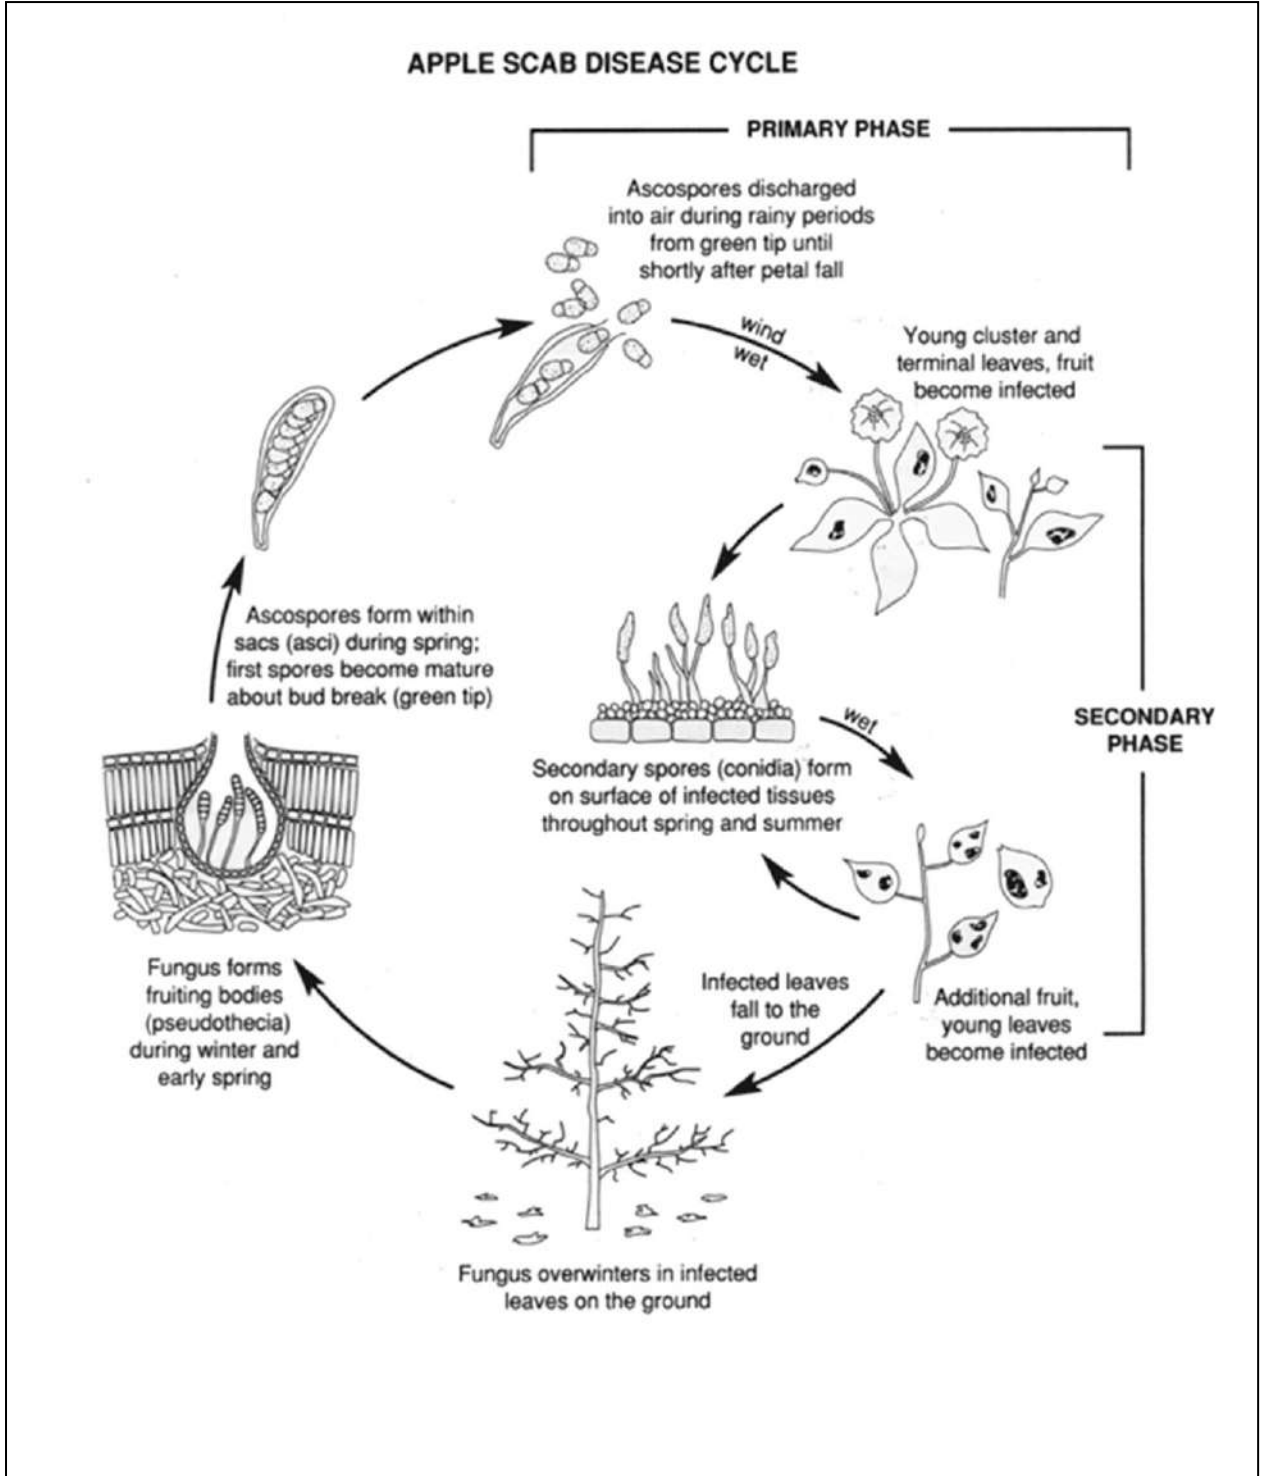 APPLE SCAB DISEASE CYCLE
PRIMARY PHASE
Ascospores discharged
into air during rainy periods
from green tip until
shortly after petal fall
wind
wet
Young cluster and
terminal leaves, fruit
become infected
Ascospores form within
sacs (asci) during spring;
first spores become mature
about bud break (green tip)
wet
SECONDARY
PHASE
Secondary spores (conidia) form
on surface of infected tissues
throughout spring and summer
Fungus forms
fruiting bodies
(pseudothecia)
during winter and
early spring
Infected leaves
fall to the
ground
Additional fruit,
young leaves
become infected
Fungus overwinters in infected
leaves on the ground